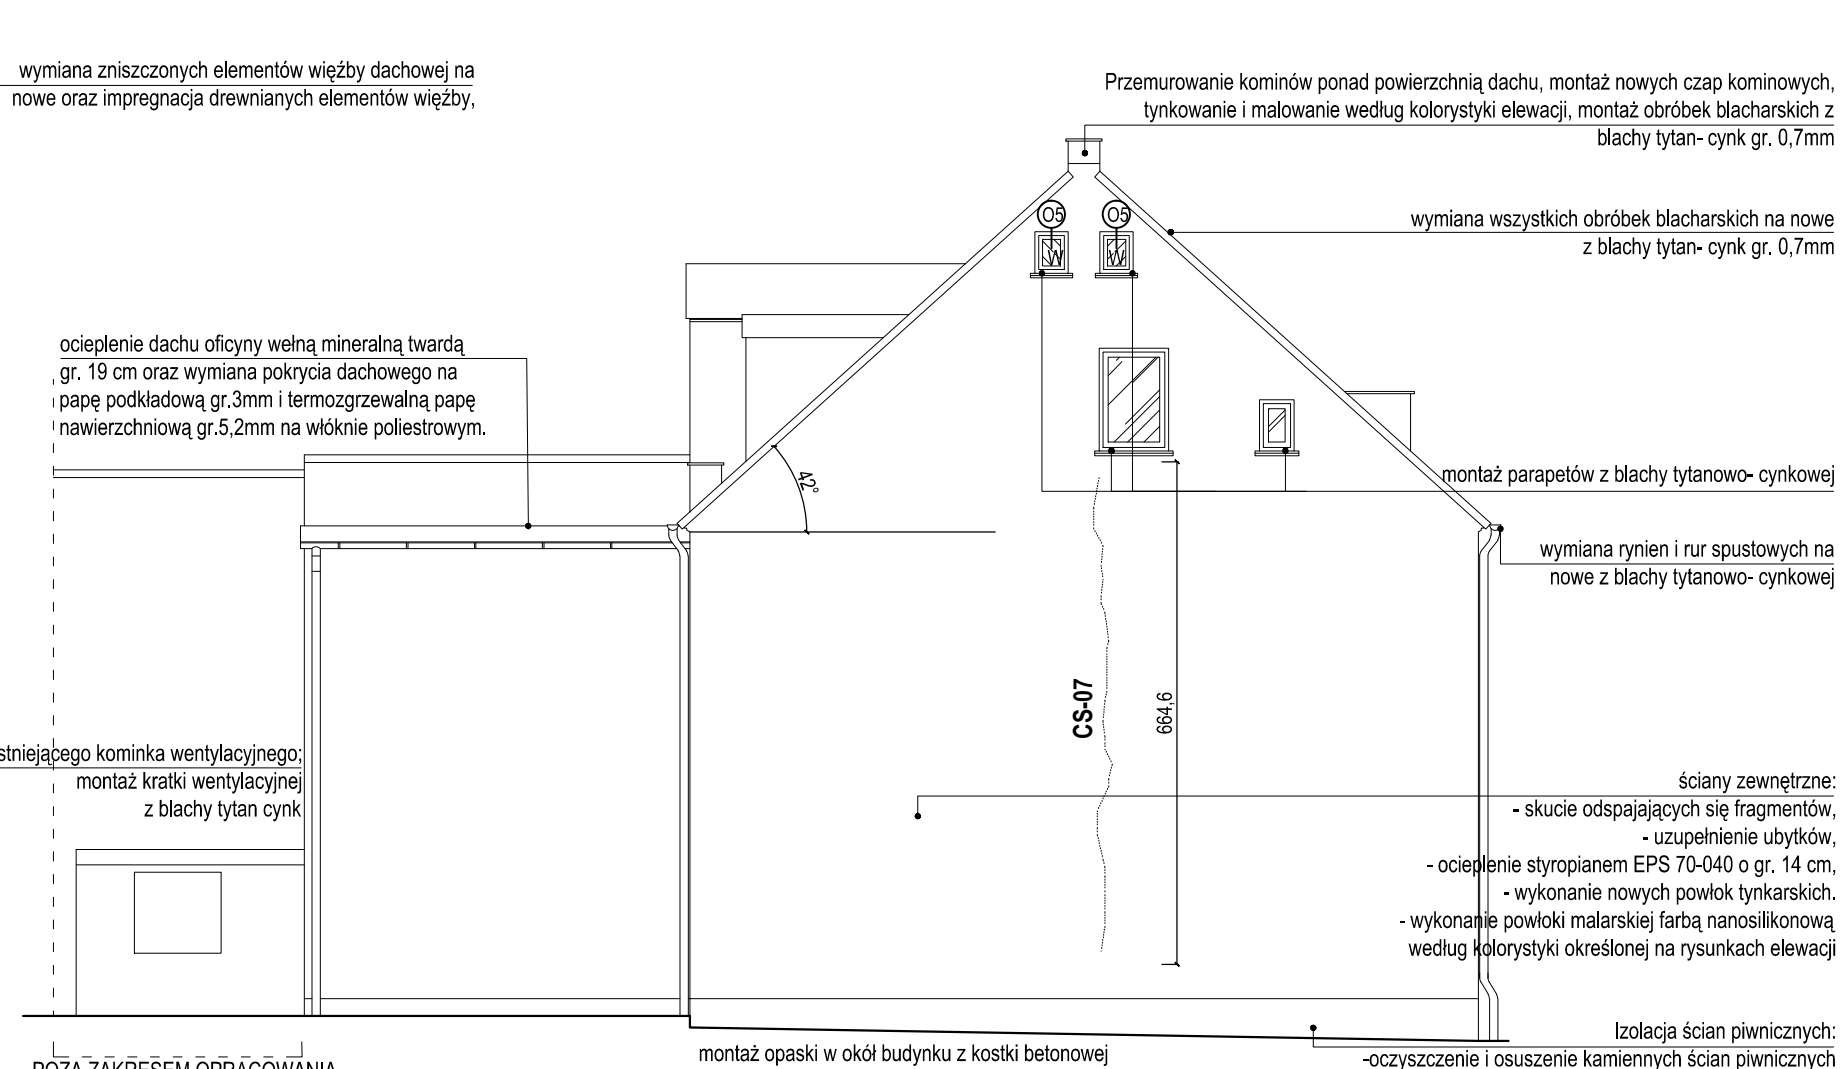 wymiana zniszczonych elementów więźby dachowej na
nowe oraz impregnacja drewnianych elementów więźby,
Przemurowanie kominów ponad powierzchnią dachu, montaż nowych czap kominowych,
tynkowanie i malowanie według kolorystyki elewacji, montaż obróbek blacharskich z
blachy tytan- cynk gr. 0,7mm
O5
O5
W
W
wymiana wszystkich obróbek blacharskich na nowe
z blachy tytan- cynk gr. 0,7mm
ocieplenie dachu oficyny wełną mineralną twardą
gr. 19 cm oraz wymiana pokrycia dachowego na
papę podkładową gr.3mm i termozgrzewalną papę
nawierzchniową gr.5,2mm na włóknie poliestrowym.
42°
montaż parapetów z blachy tytanowo- cynkowej
wymiana rynien i rur spustowych na
nowe z blachy tytanowo- cynkowej
CS-07
664,6
stniejącego kominka wentylacyjnego;
montaż kratki wentylacyjnej
z blachy tytan cynk
ściany zewnętrzne:
- skucie odspajających się fragmentów,
- uzupełnienie ubytków,
- ocieplenie styropianem EPS 70-040 o gr. 14 cm,
- wykonanie nowych powłok tynkarskich.
- wykonanie powłoki malarskiej farbą nanosilikonową
według kolorystyki określonej na rysunkach elewacji
Izolacja ścian piwnicznych:
-oczyszczenie i osuszenie kamiennych ścian piwnicznych
montaż opaski w okół budynku z kostki betonowej
POZA ZAKRESEM OPRACOWANIA